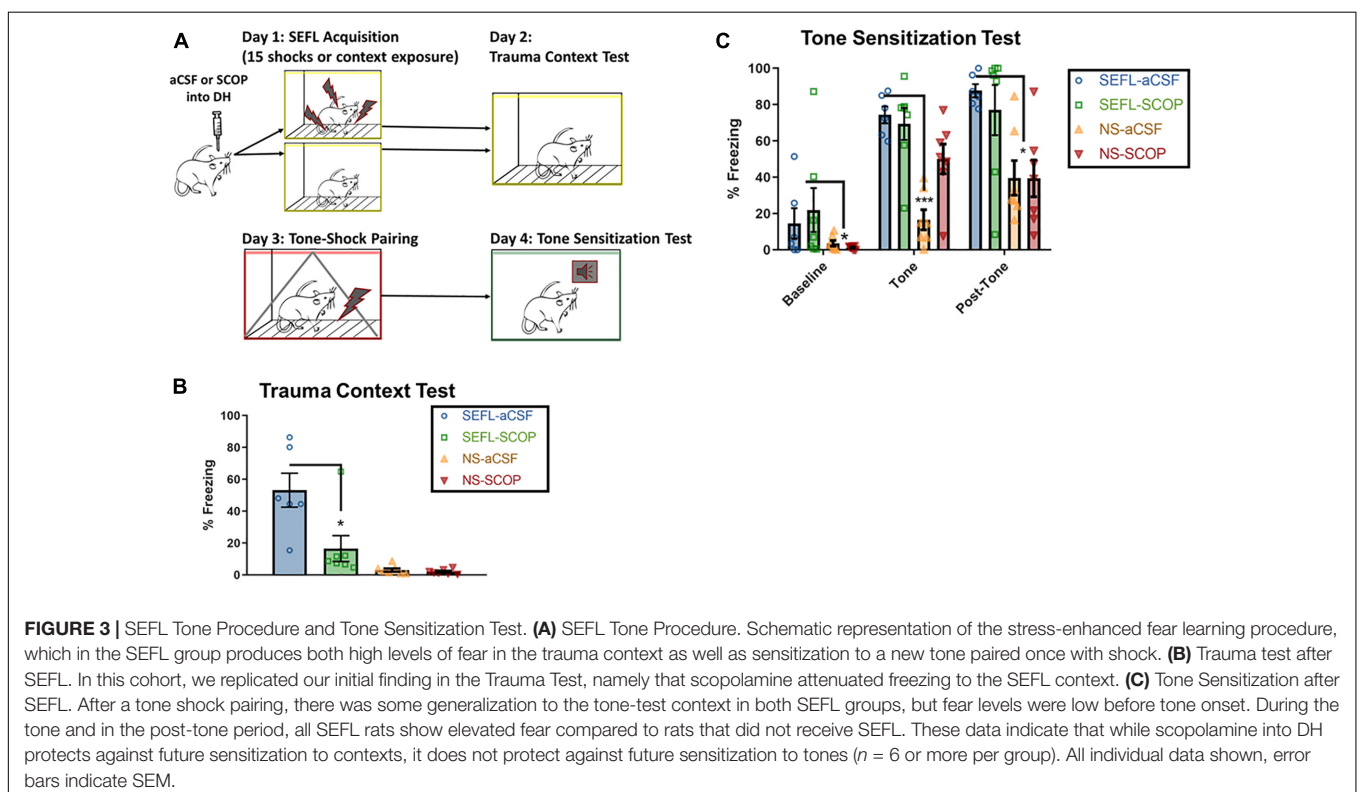 A
Day 1: SEFL Acquisition
(15 shocks or context exposure)
Day 2:
Trauma Context Test
aCSF or SCOP
into DH
Day 3: Tone-Shock Pairing
Day 4: Tone Sensitization Test
C
Tone Sensitization Test
% Freezing
100
80
60
40
20
0
*
***
*
Baseline
Tone
Post-Tone
SEFL-aCSF
SEFL-SCOP
NS-aCSF
NS-SCOP
B
Trauma Context Test
% Freezing
100
80
60
40
20
0
*
SEFL-aCSF
SEFL-SCOP
NS-aCSF
NS-SCOP
FIGURE 3 | SEFL Tone Procedure and Tone Sensitization Test. (A) SEFL Tone Procedure. Schematic representation of the stress-enhanced fear learning procedure,
which in the SEFL group produces both high levels of fear in the trauma context as well as sensitization to a new tone paired once with shock. (B) Trauma test after
SEFL. In this cohort, we replicated our initial finding in the Trauma Test, namely that scopolamine attenuated freezing to the SEFL context. (C) Tone Sensitization after
SEFL. After a tone shock pairing, there was some generalization to the tone-test context in both SEFL groups, but fear levels were low before tone onset. During the
tone and in the post-tone period, all SEFL rats show elevated fear compared to rats that did not receive SEFL. These data indicate that while scopolamine into DH
protects against future sensitization to contexts, it does not protect against future sensitization to tones (n = 6 or more per group). All individual data shown, error
bars indicate SEM.